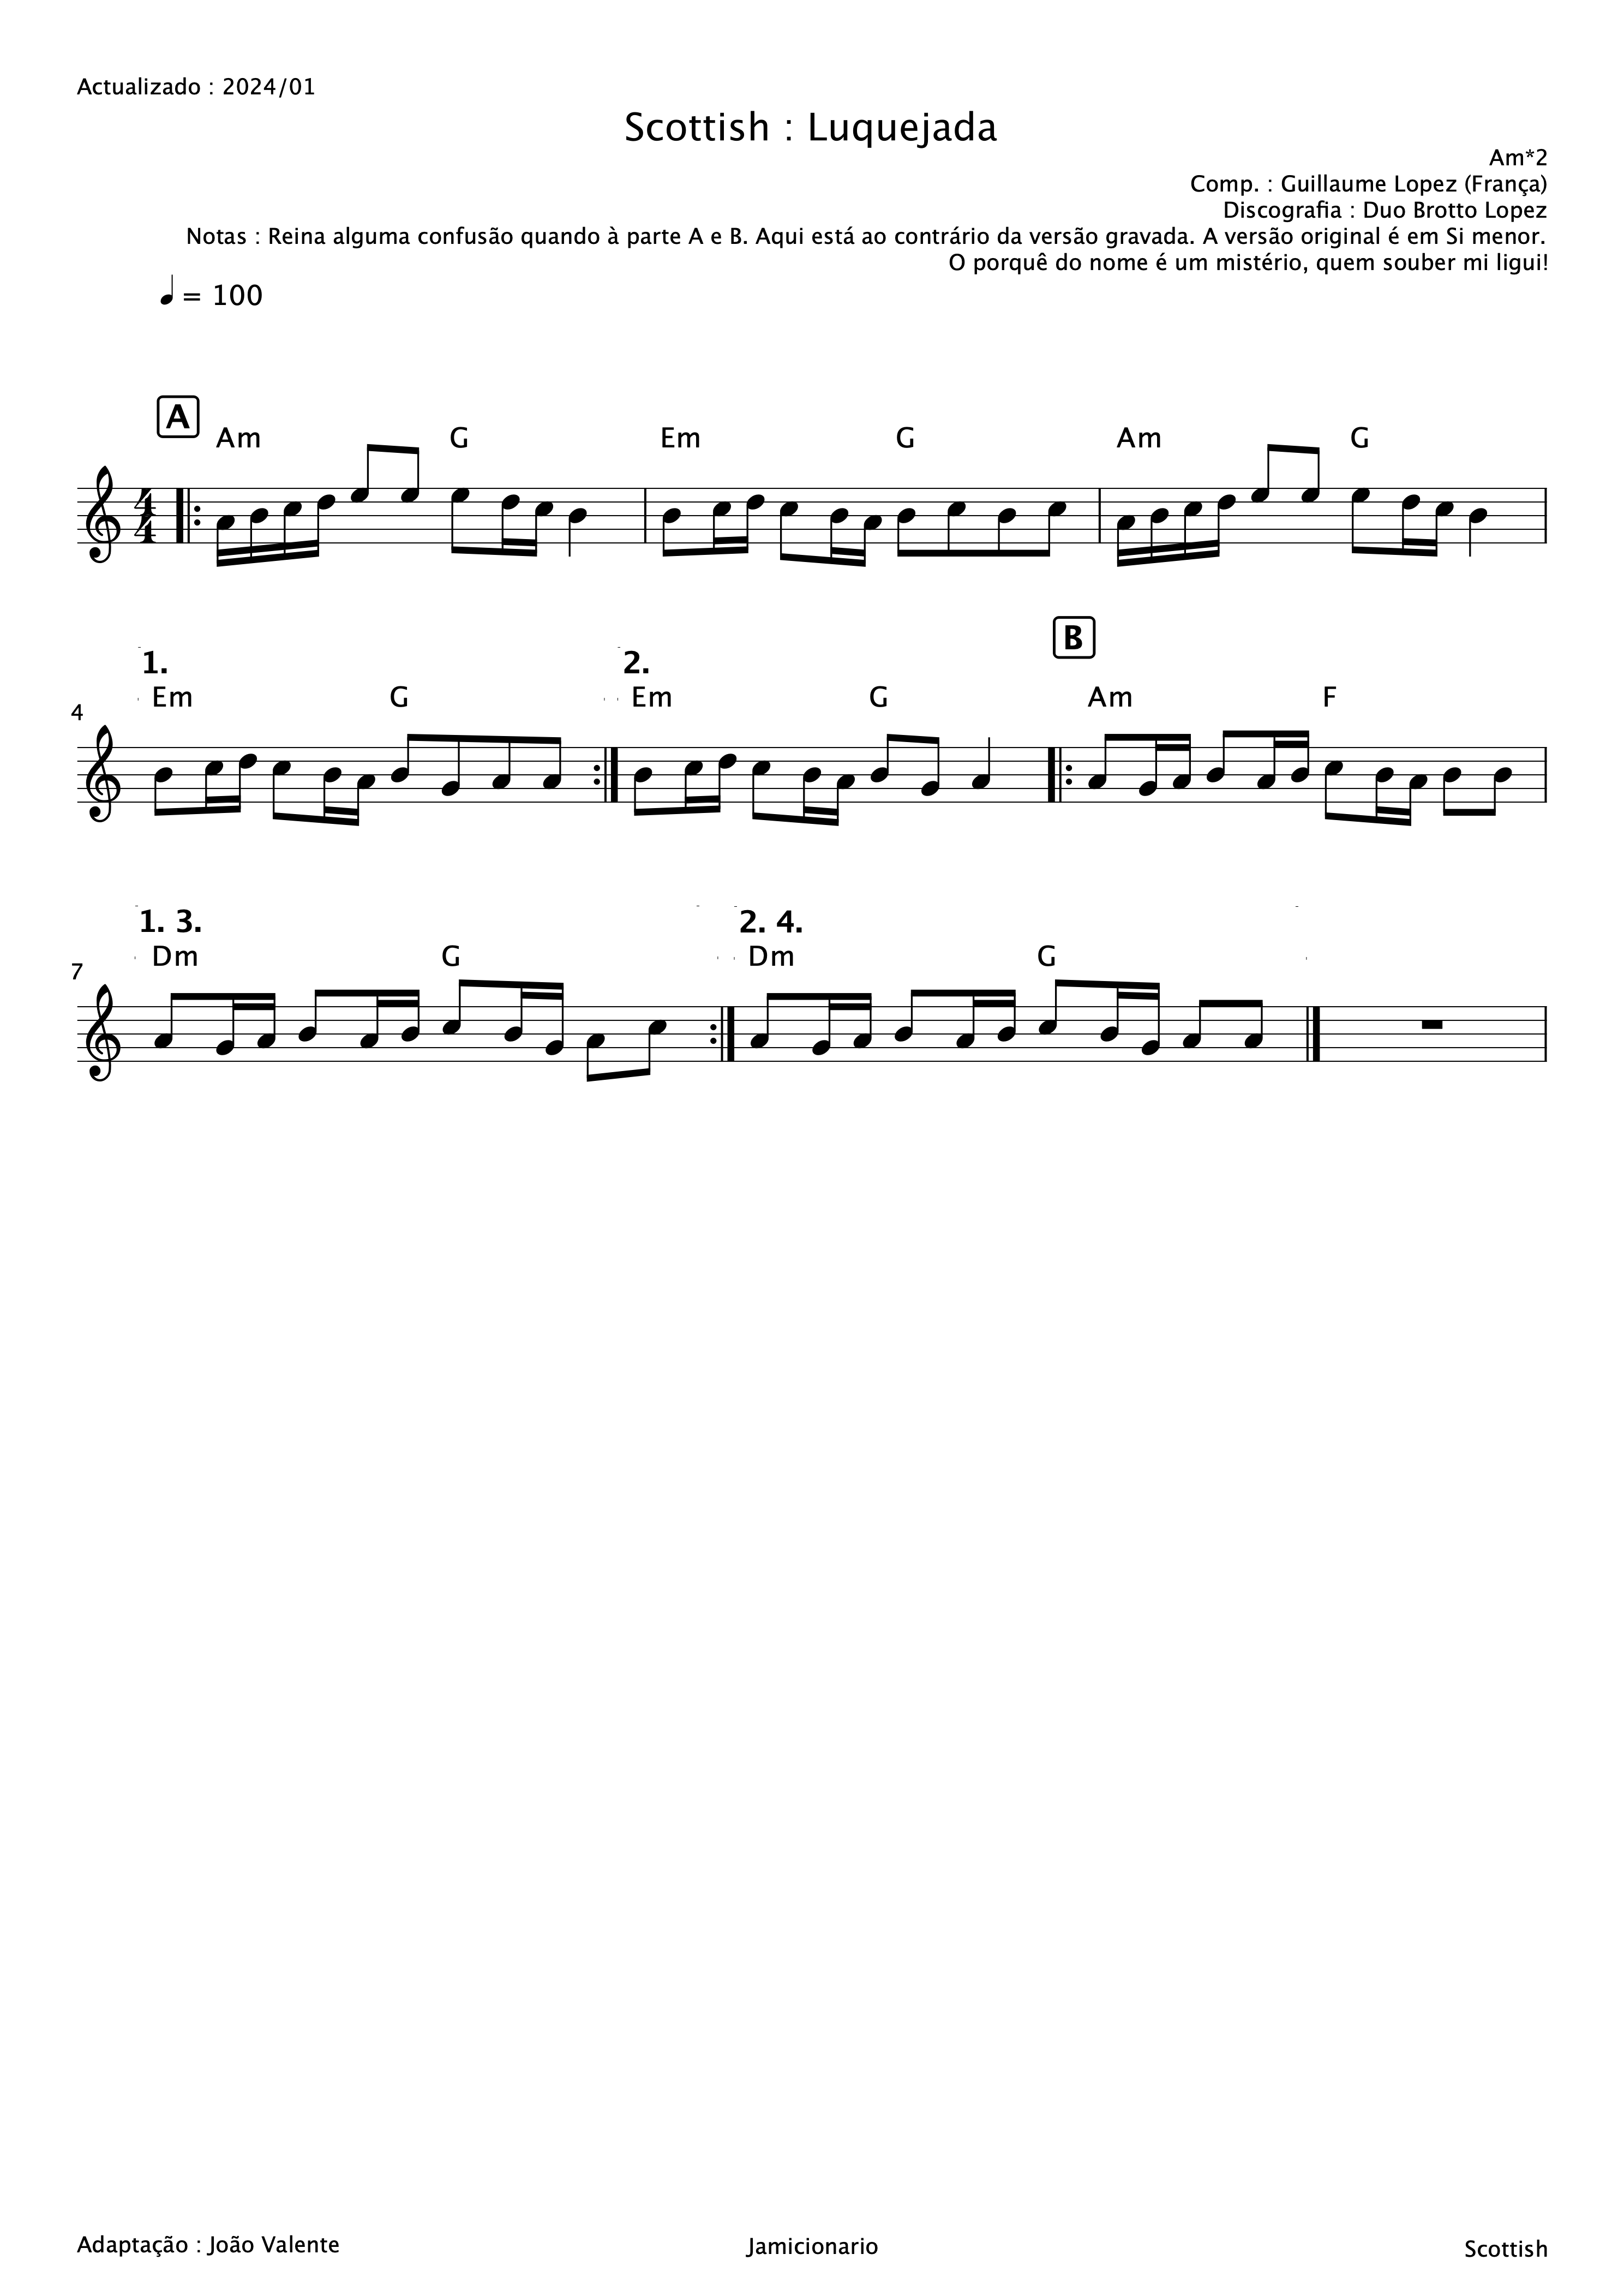 Actualizado : 2024/01
Scottish : Luquejada
Am*2
Comp. : Guillaume Lopez (França)
Discografia : Duo Brotto Lopez
Notas : Reina alguma confusão quando à parte A e B. Aqui está ao contrário da versão gravada. A versão original é em Si menor.
O porquê do nome é um mistério, quem souber mi ligui!
= 100
A
Am G Em G Am G
4 4
B
1. 2.
Em G Em G Am F
4
1. 3. 2. 4.
Dm G Dm G
7
Adaptação : João Valente Jamicionario Scottish